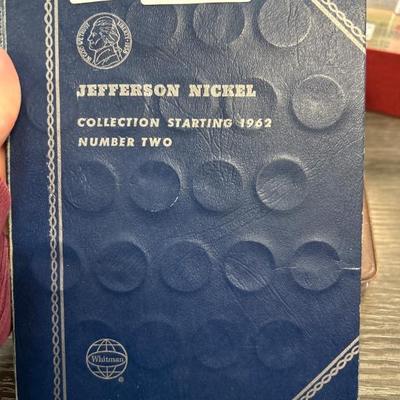 JEFFERSON NICKEL
COLLECTION STARTING 1962
NUMBER TWO
Whitman
®